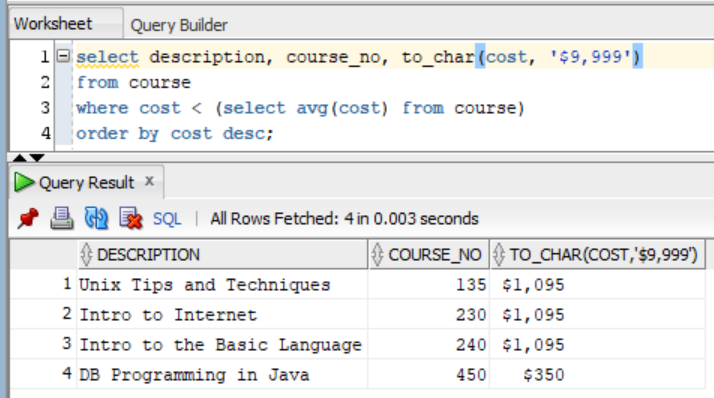 Worksheet Query Builder
1 select description, course_no, to_char(cost, '$9,999')
2 from course
3 where cost < (select avg(cost) from course)
4 order by cost desc;
Query Result x
SQL | All Rows Fetched: 4 in 0.003 seconds
DESCRIPTION COURSE_NO TO_CHAR(COST,'$9,999')
1 Unix Tips and Techniques 135 $1,095
2 Intro to Internet 230 $1,095
3 Intro to the Basic Language 240 $1,095
4 DB Programming in Java 450 $350